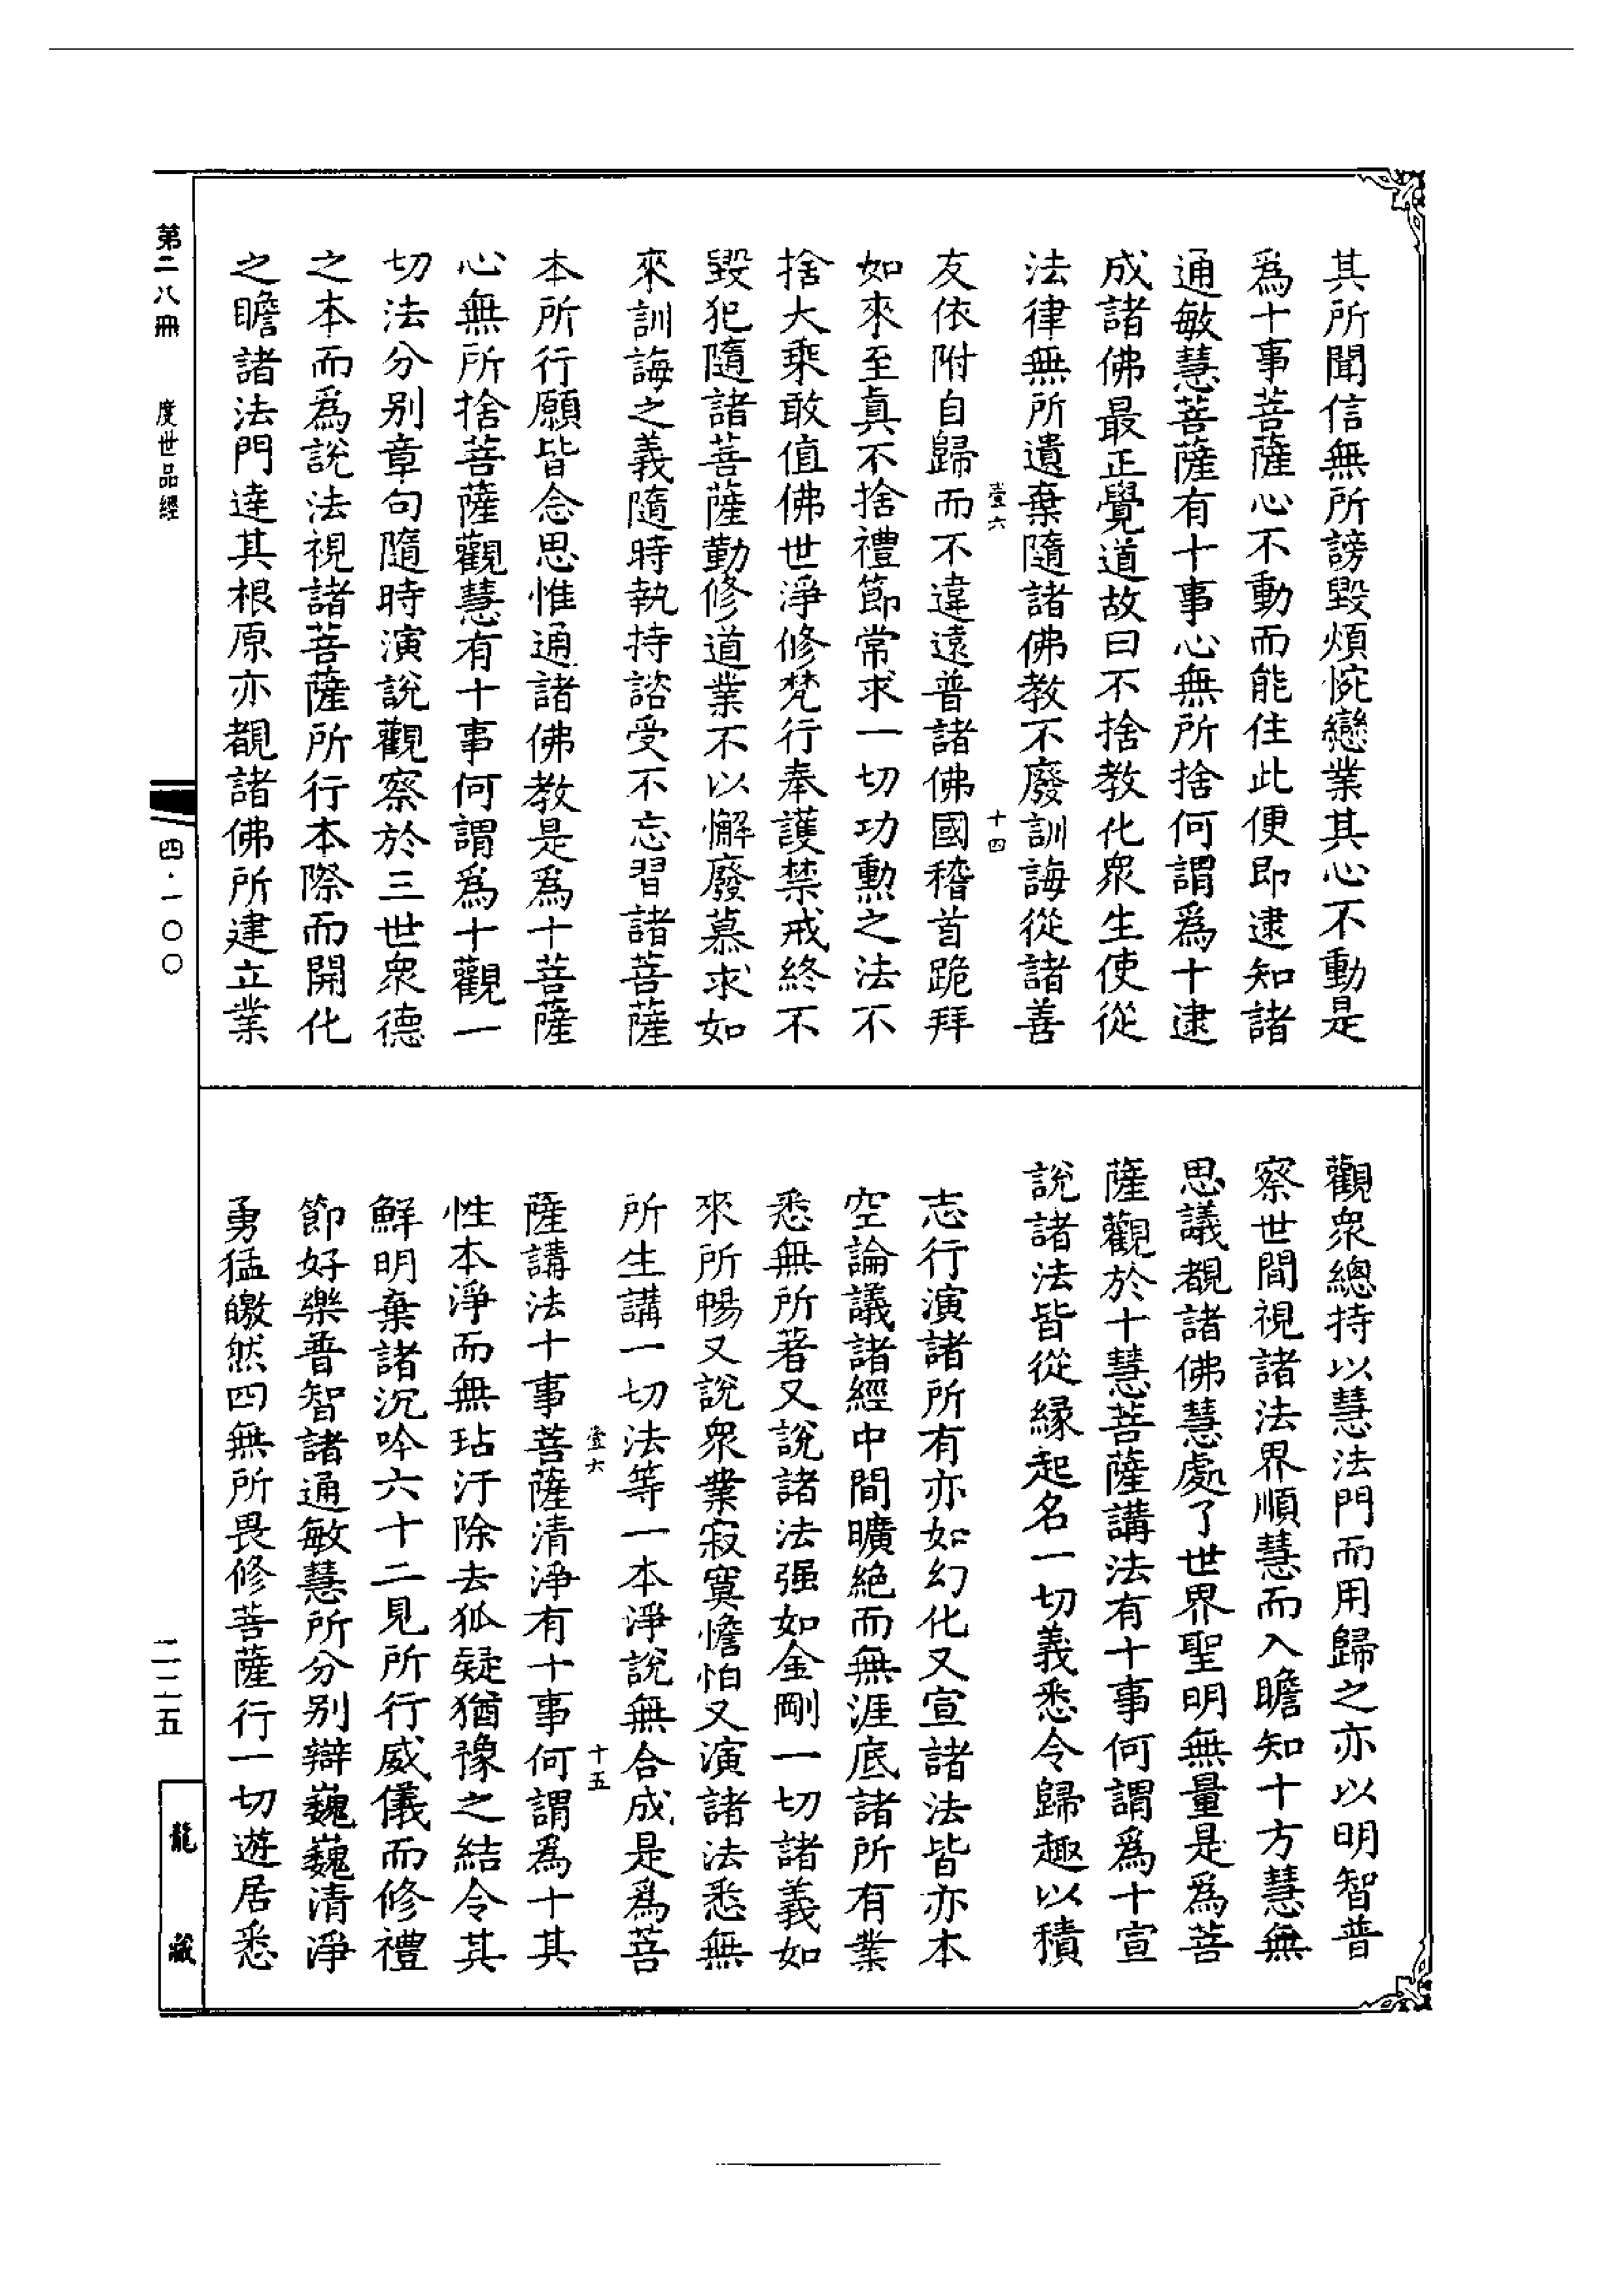 其所聞信無所謗毀煩惋戀業其心不動是
爲十事菩薩心不動而能住此便即逮知諸
通敏慧菩薩有十事心無所捨何謂爲十逮
成諸佛最正覺道故曰不捨教化衆生使從
法律無所遺棄隨諸佛教不廢訓誨從諸善
壹六 十四
友依附自歸而不違遠普諸佛國稽首跪拜
如來至真不捨禮節常求一切功勲之法不
捨大乘敢值佛世淨修梵行奉護禁戒終不
毀犯隨諸菩薩勤修道業不以懈廢慕求如
來訓誨之義隨時執持諮受不忘習諸菩薩
本所行願皆念思惟通諸佛教是爲十菩薩
心無所捨菩薩觀慧有十事何謂爲十觀一
切法分别章句隨時演說觀察於三世衆德
之本而爲說法視諸菩薩所行本際而開化
之瞻諸法門達其根原亦覩諸佛所建立業
觀衆總持以慧法門而用歸之亦以明智普
察世間視諸法界順慧而入瞻知十方慧無
思議覩諸佛慧處了世界聖明無量是爲菩
薩觀於十慧菩薩講法有十事何謂爲十宣
說諸法皆從緣起名一切義悉令歸趣以積
志行演諸所有亦如幻化又宣諸法皆亦本
空論議諸經中間曠絶而無涯底諸所有業
悉無所著又說諸法强如金剛一切諸義如
來所暢又說衆業寂寞憺怕又演諸法悉無
所生講一切法等一本淨說無合成是爲菩
壹六 十五
薩講法十事菩薩清淨有十事何謂爲十其
性本淨而無玷汙除去狐疑猶豫之結令其
鮮明棄諸沉吟六十二見所行威儀而修禮
節好樂普智諸通敏慧所分别辯巍巍清淨
勇猛皦然四無所畏修菩薩行一切遊居悉
第二八冊 度世品經 四·一〇〇
二二五
龍藏